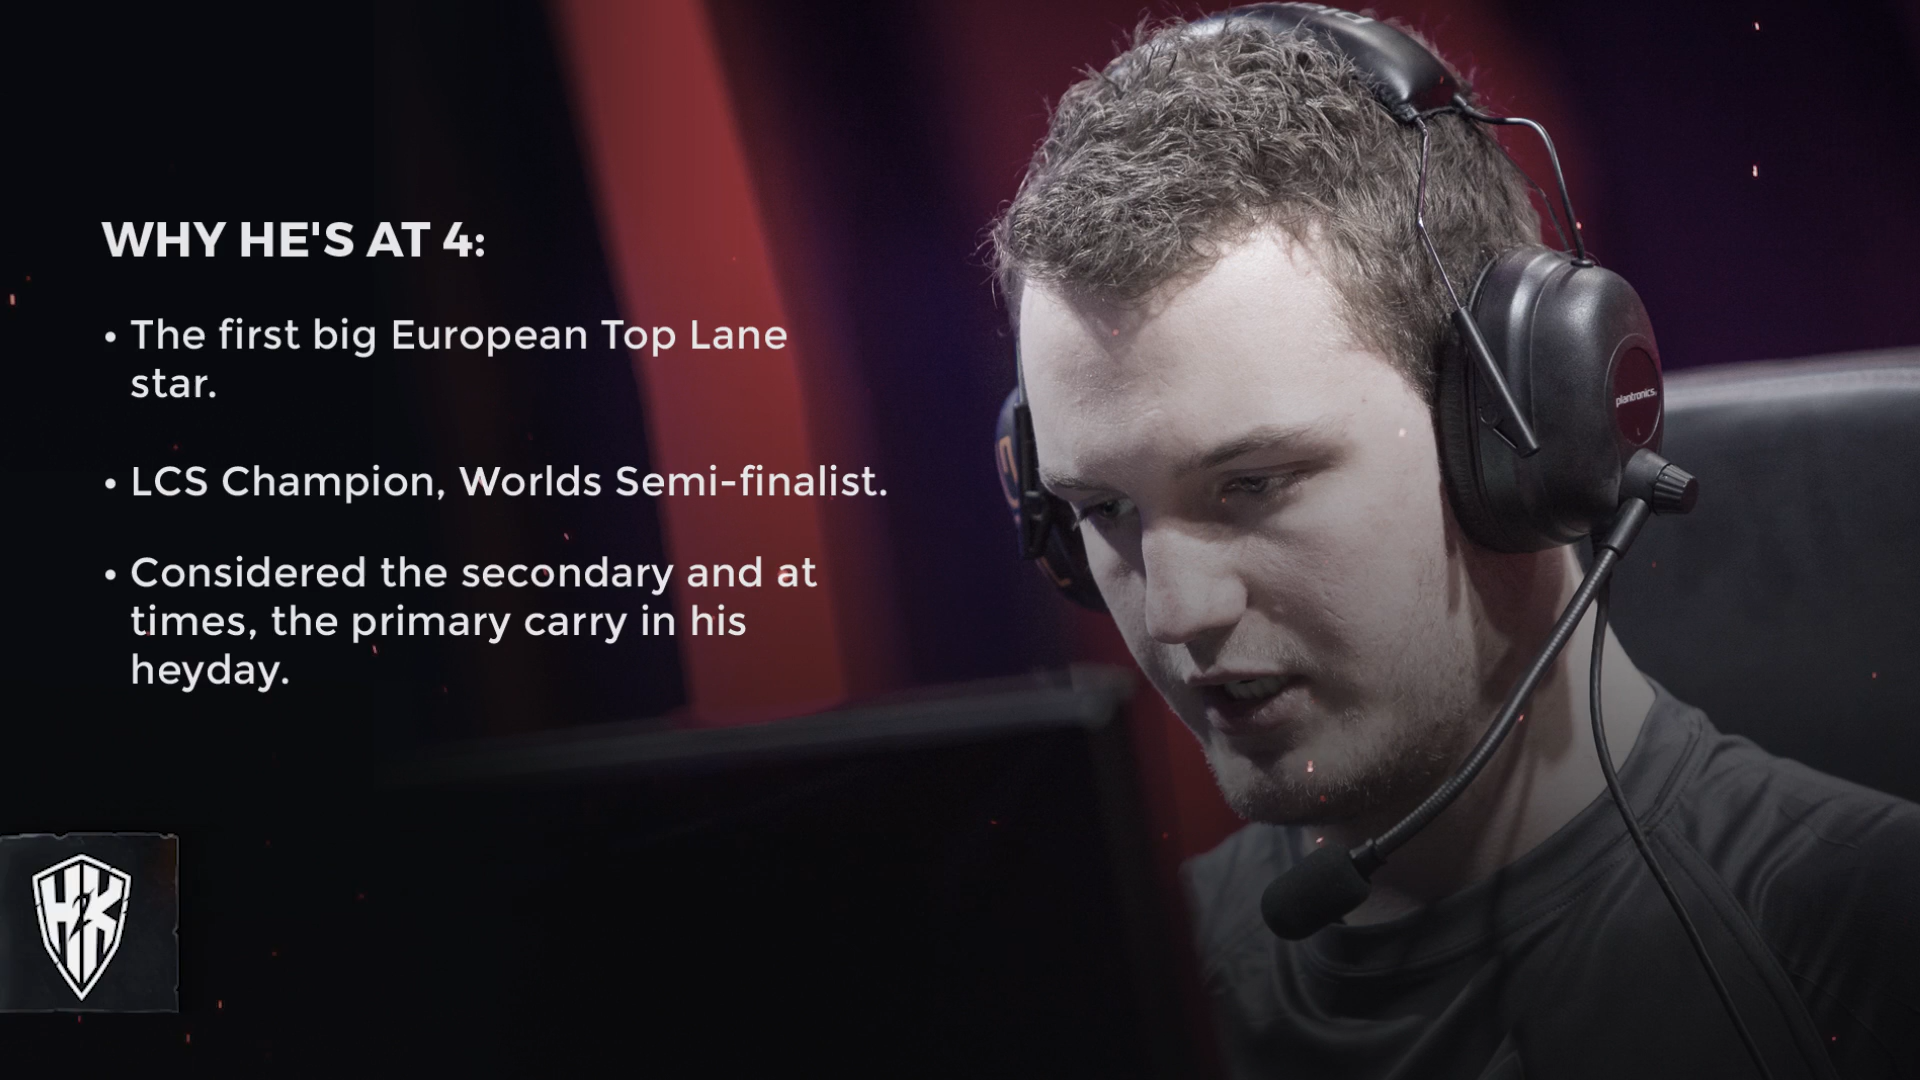 WHY HE'S AT 4:
• The first big European Top Lane
star.
• LCS Champion, Worlds Semi-finalist.
• Considered the secondary and at
times, the primary carry in his
heyday.
plantronics.
L
H2K